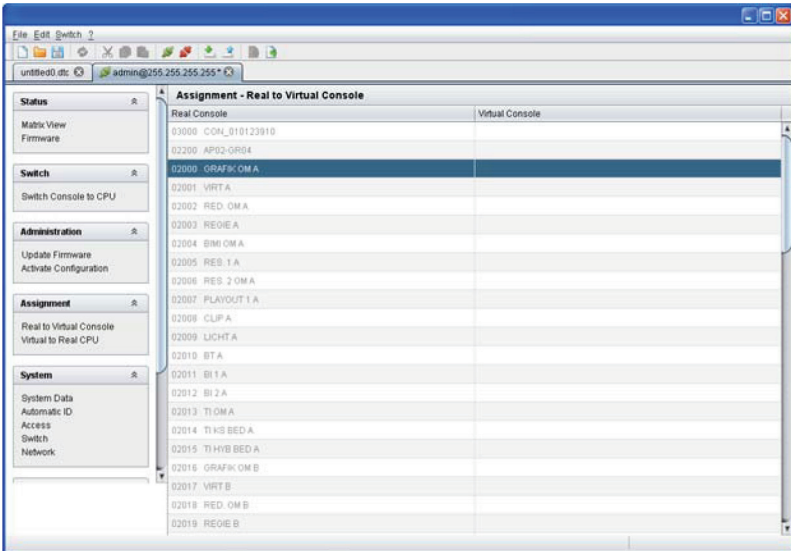 File Edit Switch ?
untitled0.dtc admin@255.255.255.255*
Status
Matrix View
Firmware
Switch
Switch Console to CPU
Administration
Update Firmware
Activate Configuration
Assignment
Real to Virtual Console
Virtual to Real CPU
System
System Data
Automatic ID
Access
Switch
Network
Assignment - Real to Virtual Console
Real Console Virtual Console
03000 CON_010123910
02200 AP02-GR04
02000 GRAFIK OM A
02001 VIRT A
02002 RED. OM A
02003 REGIE A
02004 BIMI OM A
02005 RES. 1 A
02006 RES. 2 OM A
02007 PLAYOUT 1 A
02008 CLIP A
02009 LICHT A
02010 BT A
02011 BI 1 A
02012 BI 2 A
02013 TI OM A
02014 TI KS BED A
02015 TI HYB BED A
02016 GRAFIK OM B
02017 VIRT B
02018 RED. OM B
02019 REGIE B